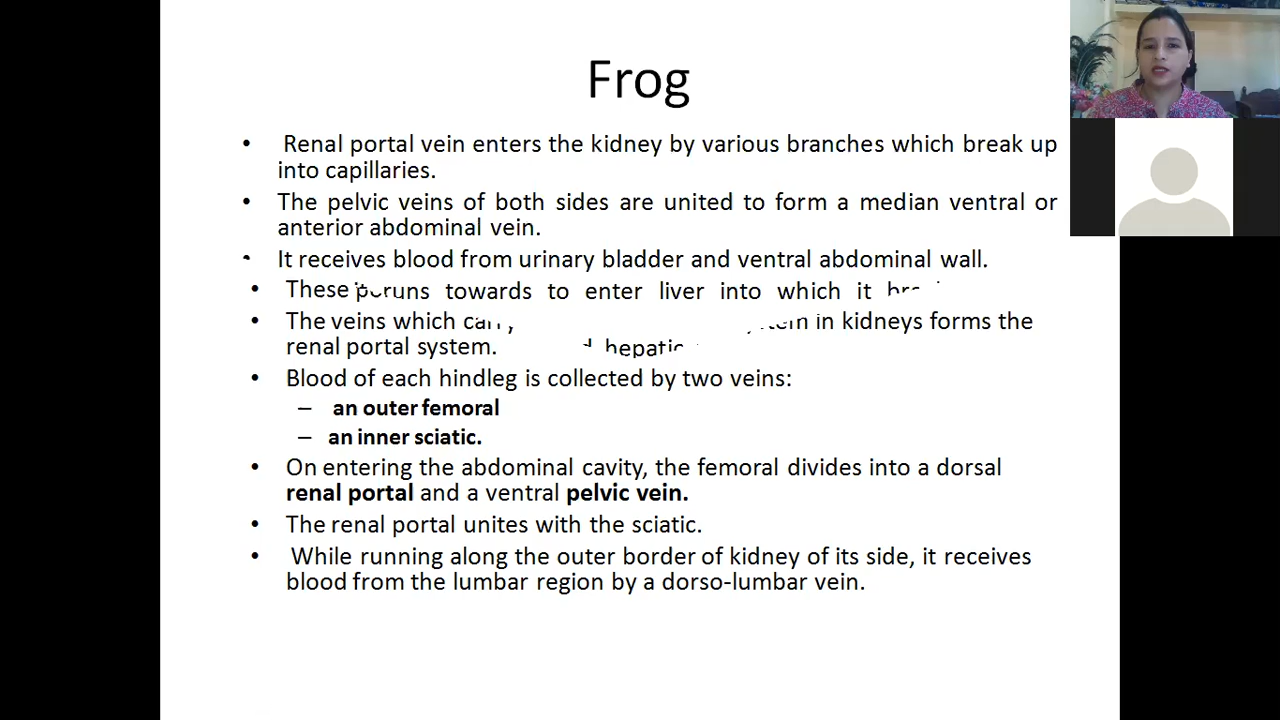 Frog
• Renal portal vein enters the kidney by various branches which break up
into capillaries.
• The pelvic veins of both sides are united to form a median ventral or
anterior abdominal vein.
• It receives blood from urinary bladder and ventral abdominal wall.
• These runs towards to enter liver into which it
• The veins which in kidneys forms the
renal portal system. hepatic
• Blood of each hindleg is collected by two veins:
– an outer femoral
– an inner sciatic.
• On entering the abdominal cavity, the femoral divides into a dorsal
renal portal and a ventral pelvic vein.
• The renal portal unites with the sciatic.
• While running along the outer border of kidney of its side, it receives
blood from the lumbar region by a dorso-lumbar vein.